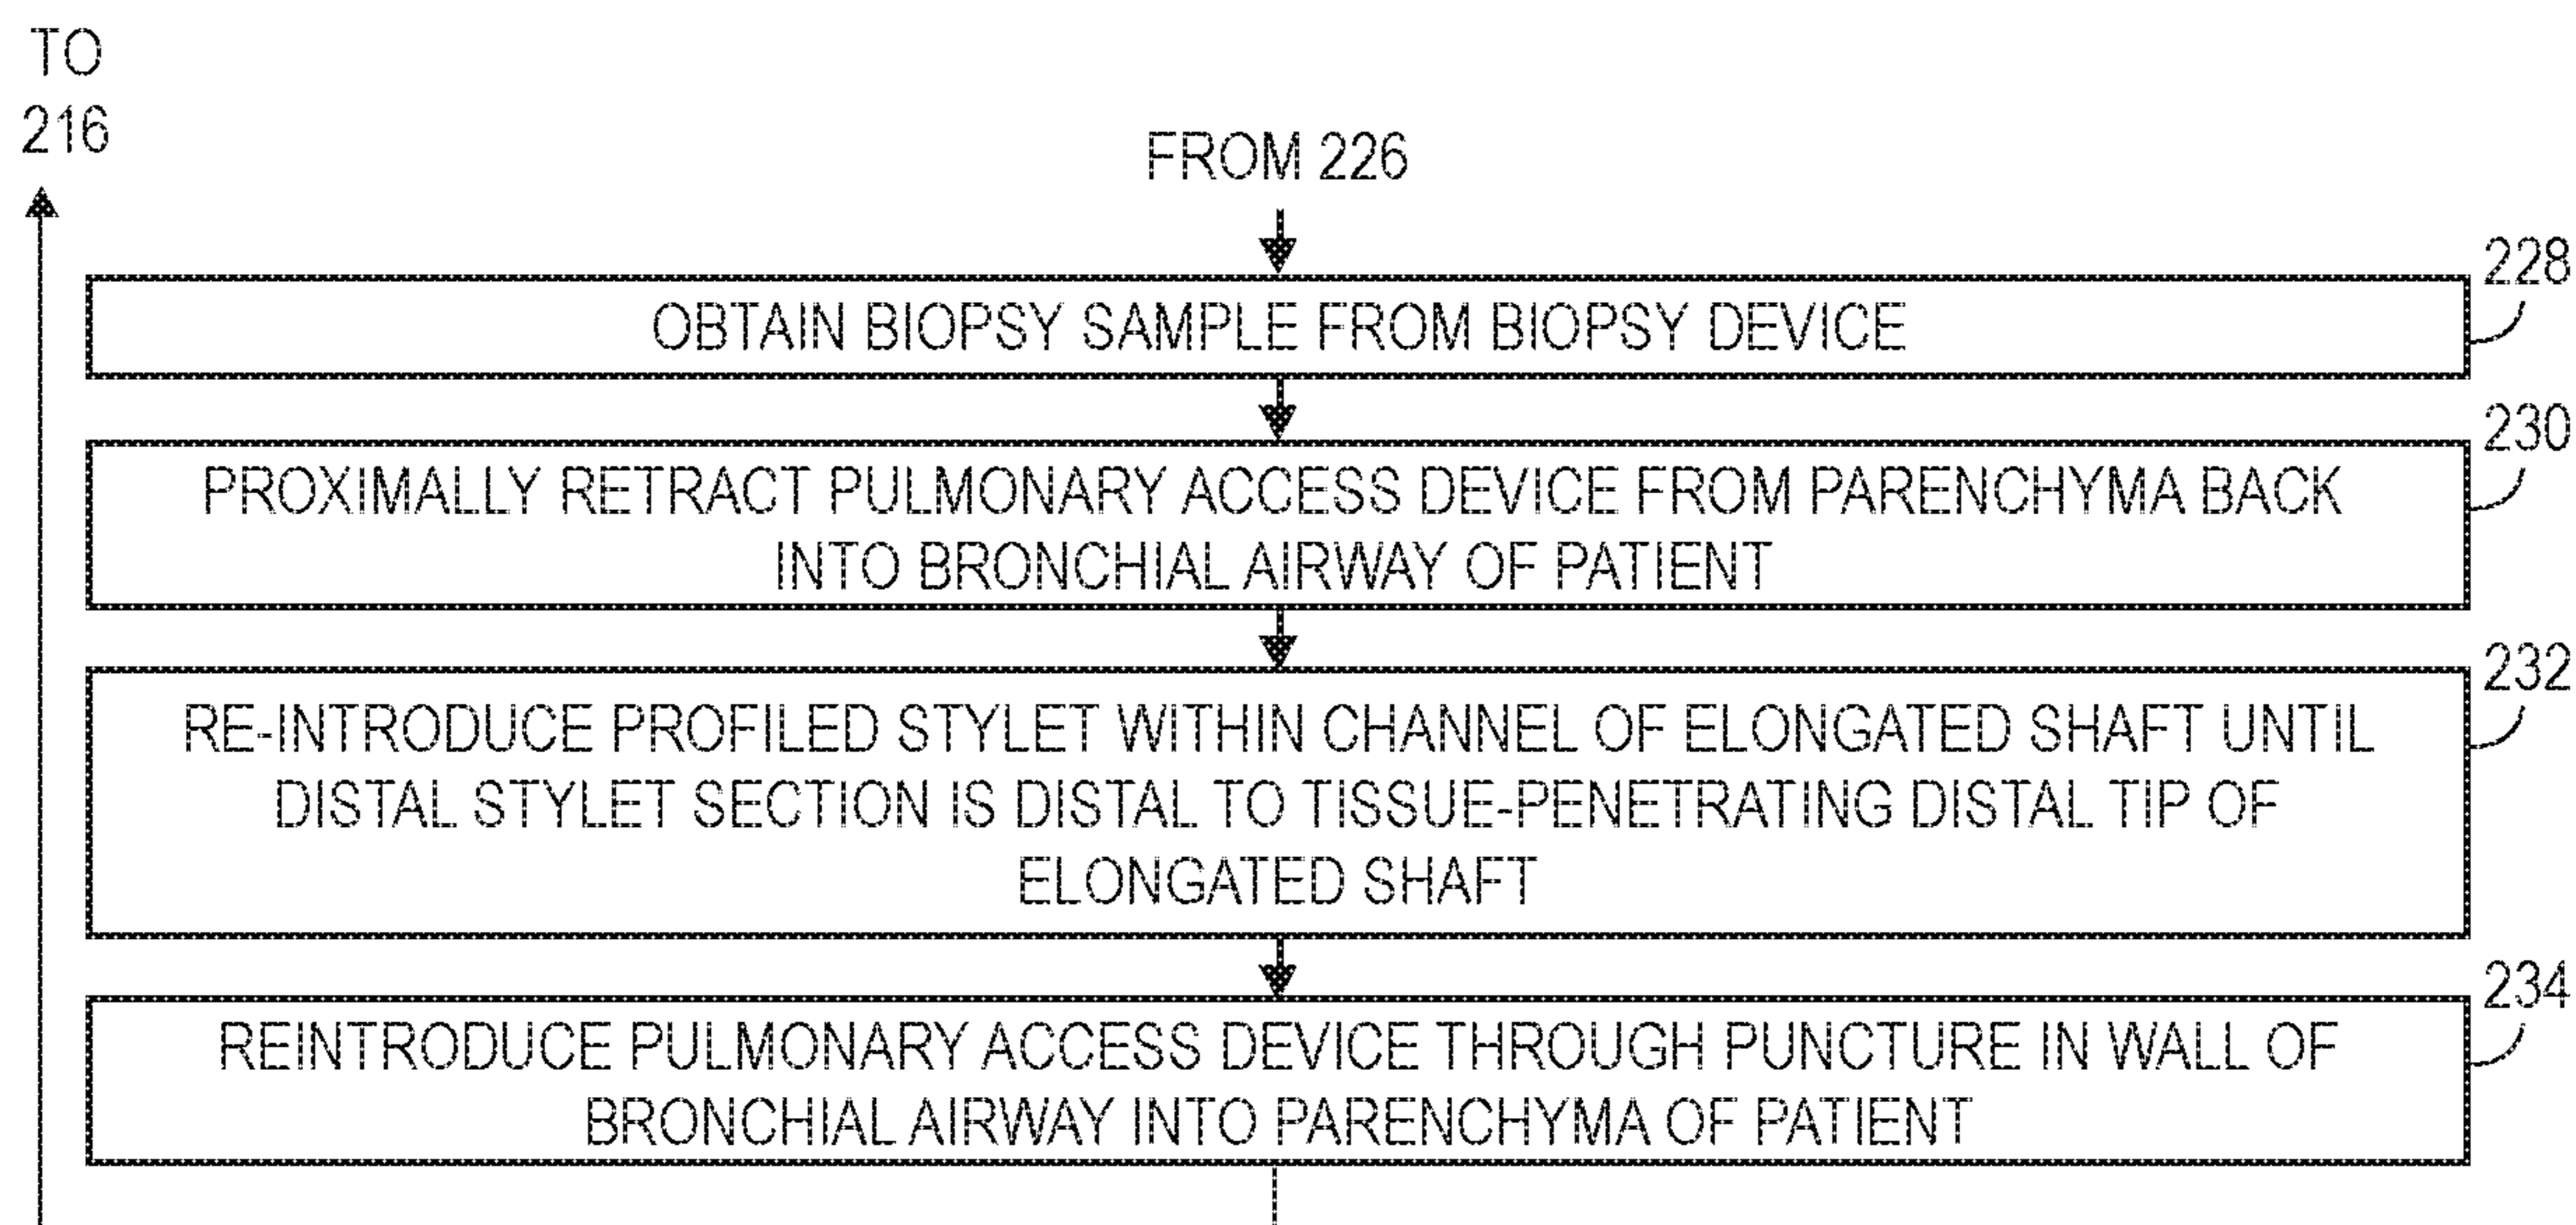 TO
216
FROM 226
228
OBTAIN BIOPSY SAMPLE FROM BIOPSY DEVICE
230
PROXIMALLY RETRACT PULMONARY ACCESS DEVICE FROM PARENCHYMA BACK
INTO BRONCHIAL AIRWAY OF PATIENT
232
RE-INTRODUCE PROFILED STYLET WITHIN CHANNEL OF ELONGATED SHAFT UNTIL
DISTAL STYLET SECTION IS DISTAL TO TISSUE-PENETRATING DISTAL TIP OF
ELONGATED SHAFT
234
REINTRODUCE PULMONARY ACCESS DEVICE THROUGH PUNCTURE IN WALL OF
BRONCHIAL AIRWAY INTO PARENCHYMA OF PATIENT